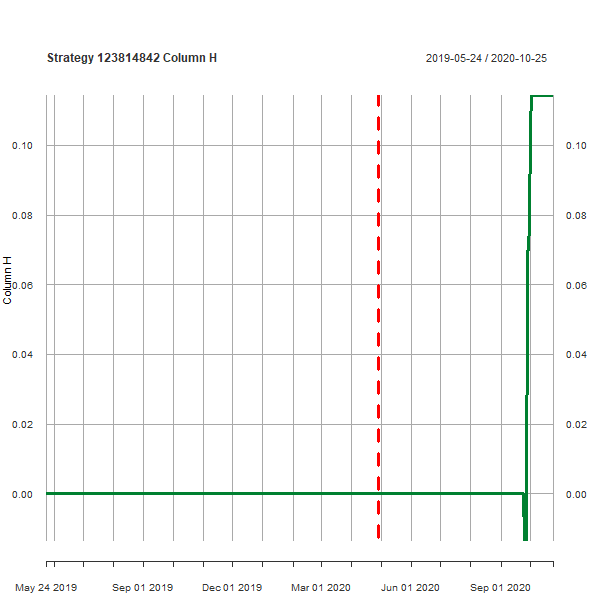 Strategy 123814842 Column H
2019-05-24 / 2020-10-25
0.10
0.08
0.06
0.04
0.02
0.00
Column H
0.10
0.08
0.06
0.04
0.02
0.00
May 24 2019
Sep 01 2019
Dec 01 2019
Mar 01 2020
Jun 01 2020
Sep 01 2020